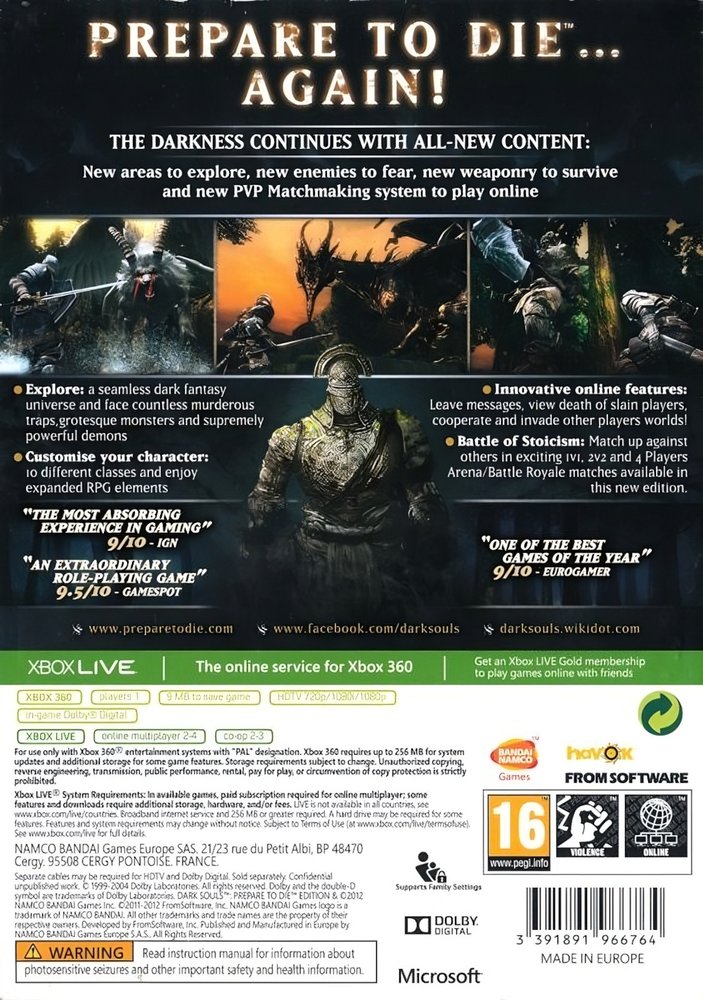 PREPARE TO DIE™...
AGAIN!
THE DARKNESS CONTINUES WITH ALL-NEW CONTENT:
New areas to explore, new enemies to fear, new weaponry to survive
and new PVP Matchmaking system to play online
Explore: a seamless dark fantasy
universe and face countless murderous
traps,grotesque monsters and supremely
powerful demons
Customise your character:
10 different classes and enjoy
expanded RPG elements
Innovative online features:
Leave messages, view death of slain players,
cooperate and invade other players worlds!
Battle of Stoicism: Match up against
others in exciting 1v1, 2v2 and 4 Players
Arena/Battle Royale matches available in
this new edition.
"THE MOST ABSORBING
EXPERIENCE IN GAMING"
9/10 - IGN
"AN EXTRAORDINARY
ROLE-PLAYING GAME"
9.5/10 - GAMESPOT
"ONE OF THE BEST
GAMES OF THE YEAR"
9/10 - EUROGAMER
www.preparetodie.com
www.facebook.com/darksouls
darksouls.wikidot.com
XBOX LIVE
The online service for Xbox 360
Get an Xbox LIVE Gold membership
to play games online with friends
XBOX 360
players 1
9 MB to save game
HDTV 720p/1080i/1080p
in-game Dolby® Digital
XBOX LIVE
online multiplayer 2-4
co-op 2-3
For use only with Xbox 360® entertainment systems with "PAL" designation. Xbox 360 requires up to 256 MB for system
updates and additional storage for some game features. Storage requirements subject to change. Unauthorized copying,
reverse engineering, transmission, public performance, rental, pay for play, or circumvention of copy protection is strictly
prohibited.
Xbox LIVE® System Requirements: In available games, paid subscription required for online multiplayer; some
features and downloads require additional storage, hardware, and/or fees. LIVE is not available in all countries, see
www.xbox.com/live/countries. Broadband internet service and 256 MB or greater required. A hard drive may be required for some
features. Features and system requirements may change without notice. Subject to Terms of Use (at www.xbox.com/live/termsofuse).
See www.xbox.com/live for full details.
NAMCO BANDAI Games Europe SAS. 21/23 rue du Petit Albi, BP 48470
Cergy. 95508 CERGY PONTOISE. FRANCE.
Separate cables may be required for HDTV and Dolby Digital. Sold separately. Confidential
unpublished work. © 1999-2004 Dolby Laboratories. All rights reserved. Dolby and the double-D
symbol are trademarks of Dolby Laboratories. DARK SOULS™: PREPARE TO DIE™ EDITION & ©2012
NAMCO BANDAI Games Inc. ©2011-2012 FromSoftware, Inc. NAMCO BANDAI Games logo is a
trademark of NAMCO BANDAI. All other trademarks and trade names are the property of their
respective owners. Developed by FromSoftware, Inc. Published and Manufactured in Europe by
NAMCO BANDAI Games Europe S.A.S.. All Rights Reserved.
WARNING
Read instruction manual for information about
photosensitive seizures and other important safety and health information.
BANDAI
NAMCO
Games
havok
FROM SOFTWARE
16
www.pegi.info
VIOLENCE
ONLINE
Supports Family Settings
DOLBY
DIGITAL
Microsoft
3 391891 966764
MADE IN EUROPE